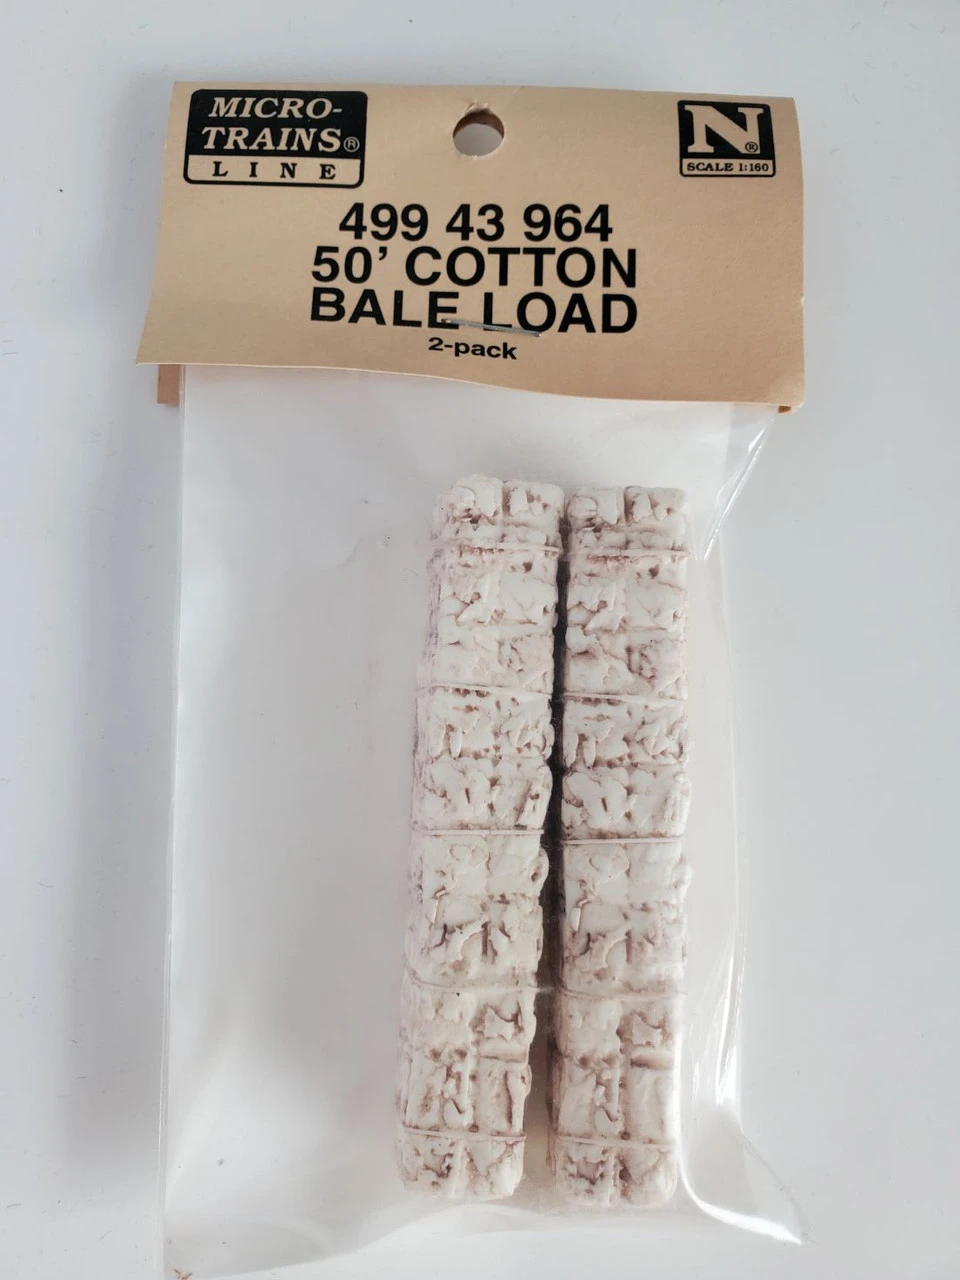 MICRO-
TRAINS®
LINE
N®
SCALE 1:160
499 43 964
50' COTTON
BALE LOAD
2-pack